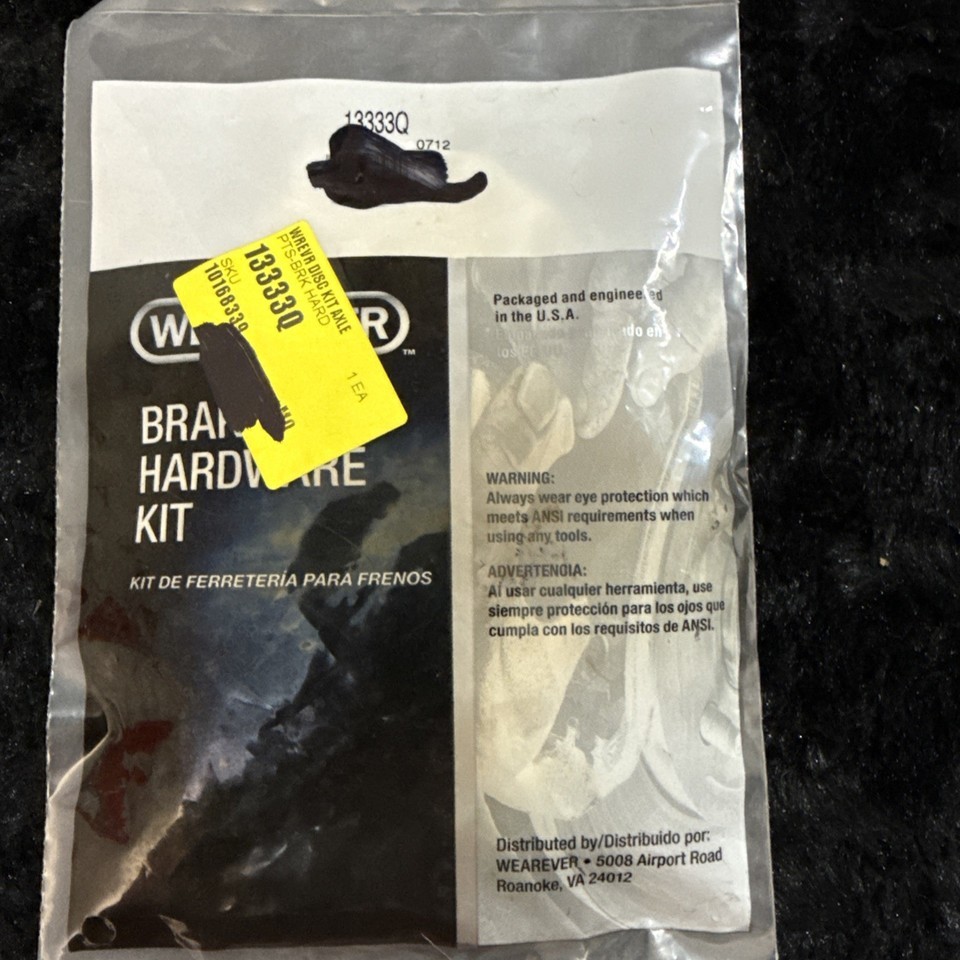 13333Q
0712
WREVR DISC KIT AXLE
PTS-BRK HARD
13333Q
SKU
10168339
1 EA
BRAK
HARDWARE
KIT
KIT DE FERRETERÍA PARA FRENOS
Packaged and engineered
in the U.S.A.
WARNING:
Always wear eye protection which
meets ANSI requirements when
using any tools.
ADVERTENCIA:
Al usar cualquier herramienta, use
siempre protección para los ojos que
cumpla con los requisitos de ANSI.
Distributed by/Distribuido por:
WEAREVER • 5008 Airport Road
Roanoke, VA 24012